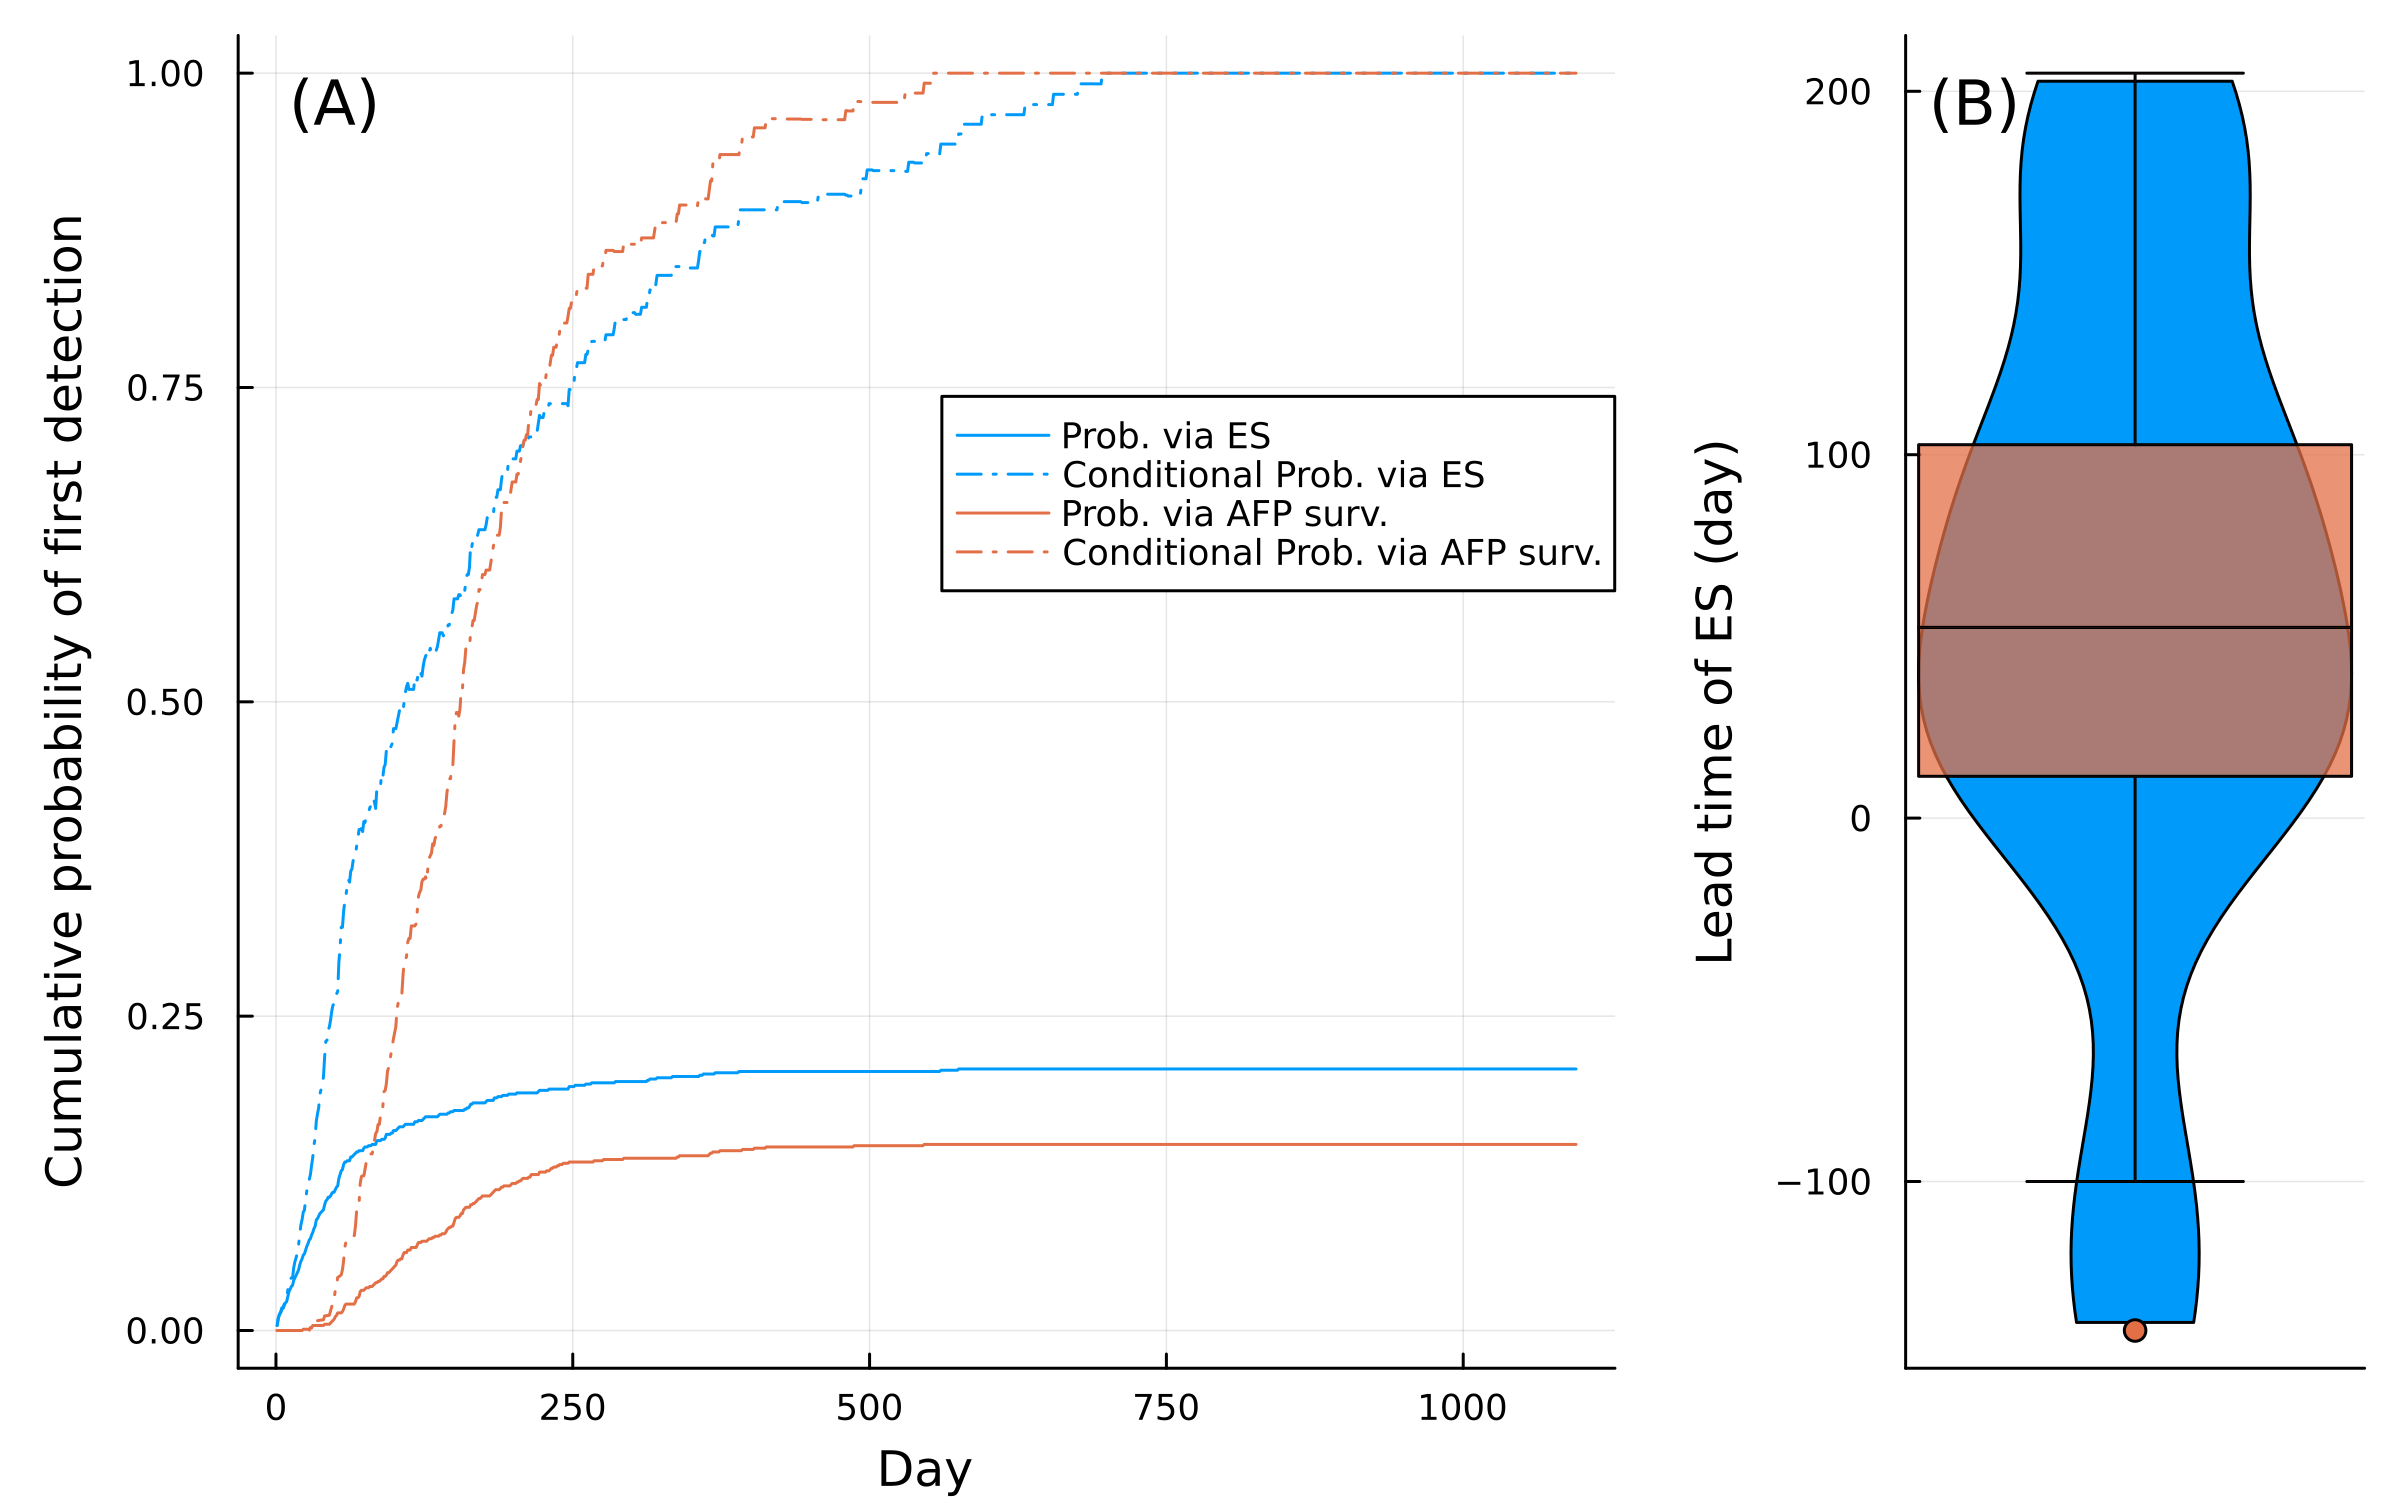 (A)
1.00
0.75
0.50
0.25
0.00
Cumulative probability of first detection
0 250 500 750 1000
Day
Prob. via ES
Conditional Prob. via ES
Prob. via AFP surv.
Conditional Prob. via AFP surv.
(B)
200
100
0
−100
Lead time of ES (day)